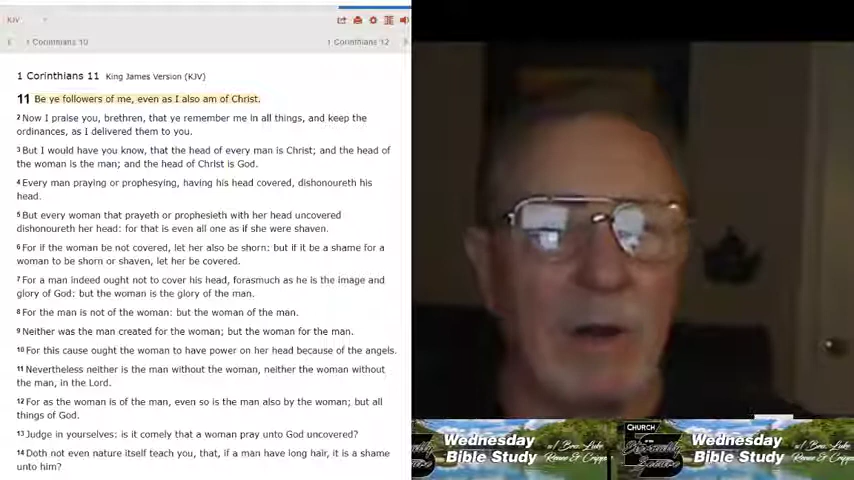 KJV
1 Corinthians 10
1 Corinthians 12
1 Corinthians 11 King James Version (KJV)
11 Be ye followers of me, even as I also am of Christ.
2 Now I praise you, brethren, that ye remember me in all things, and keep the
ordinances, as I delivered them to you.
3 But I would have you know, that the head of every man is Christ; and the head of
the woman is the man; and the head of Christ is God.
4 Every man praying or prophesying, having his head covered, dishonoureth his
head.
5 But every woman that prayeth or prophesieth with her head uncovered
dishonoureth her head: for that is even all one as if she were shaven.
6 For if the woman be not covered, let her also be shorn: but if it be a shame for a
woman to be shorn or shaven, let her be covered.
7 For a man indeed ought not to cover his head, forasmuch as he is the image and
glory of God: but the woman is the glory of the man.
8 For the man is not of the woman: but the woman of the man.
9 Neither was the man created for the woman; but the woman for the man.
10 For this cause ought the woman to have power on her head because of the angels.
11 Nevertheless neither is the man without the woman, neither the woman without
the man, in the Lord.
12 For as the woman is of the man, even so is the man also by the woman; but all
things of God.
13 Judge in yourselves: is it comely that a woman pray unto God uncovered?
14 Doth not even nature itself teach you, that, if a man have long hair, it is a shame
unto him?
Wednesday
Bible Study
w/ Bro. Luke
CHURCH
of the
Eternally
Secure
Wednesday
Bible Study
w/ Bro. Luke